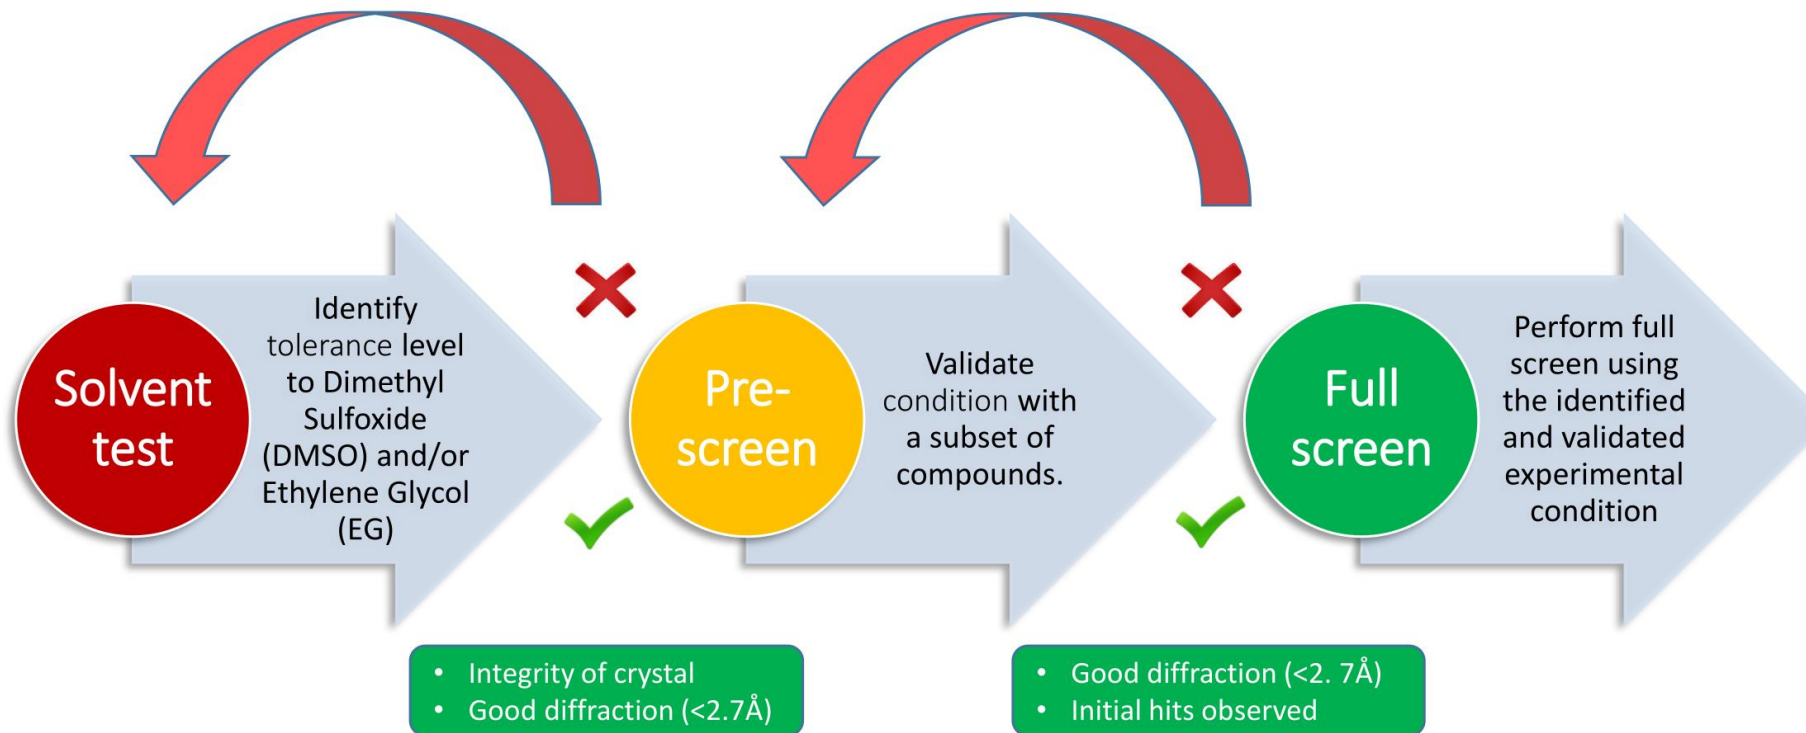 Solvent
test
Identify
tolerance level
to Dimethyl
Sulfoxide
(DMSO) and/or
Ethylene Glycol
(EG)
Pre-
screen
Validate
condition with
a subset of
compounds.
Full
screen
Perform full
screen using
the identified
and validated
experimental
condition
• Integrity of crystal
• Good diffraction (<2.7Å)
• Good diffraction (<2. 7Å)
• Initial hits observed